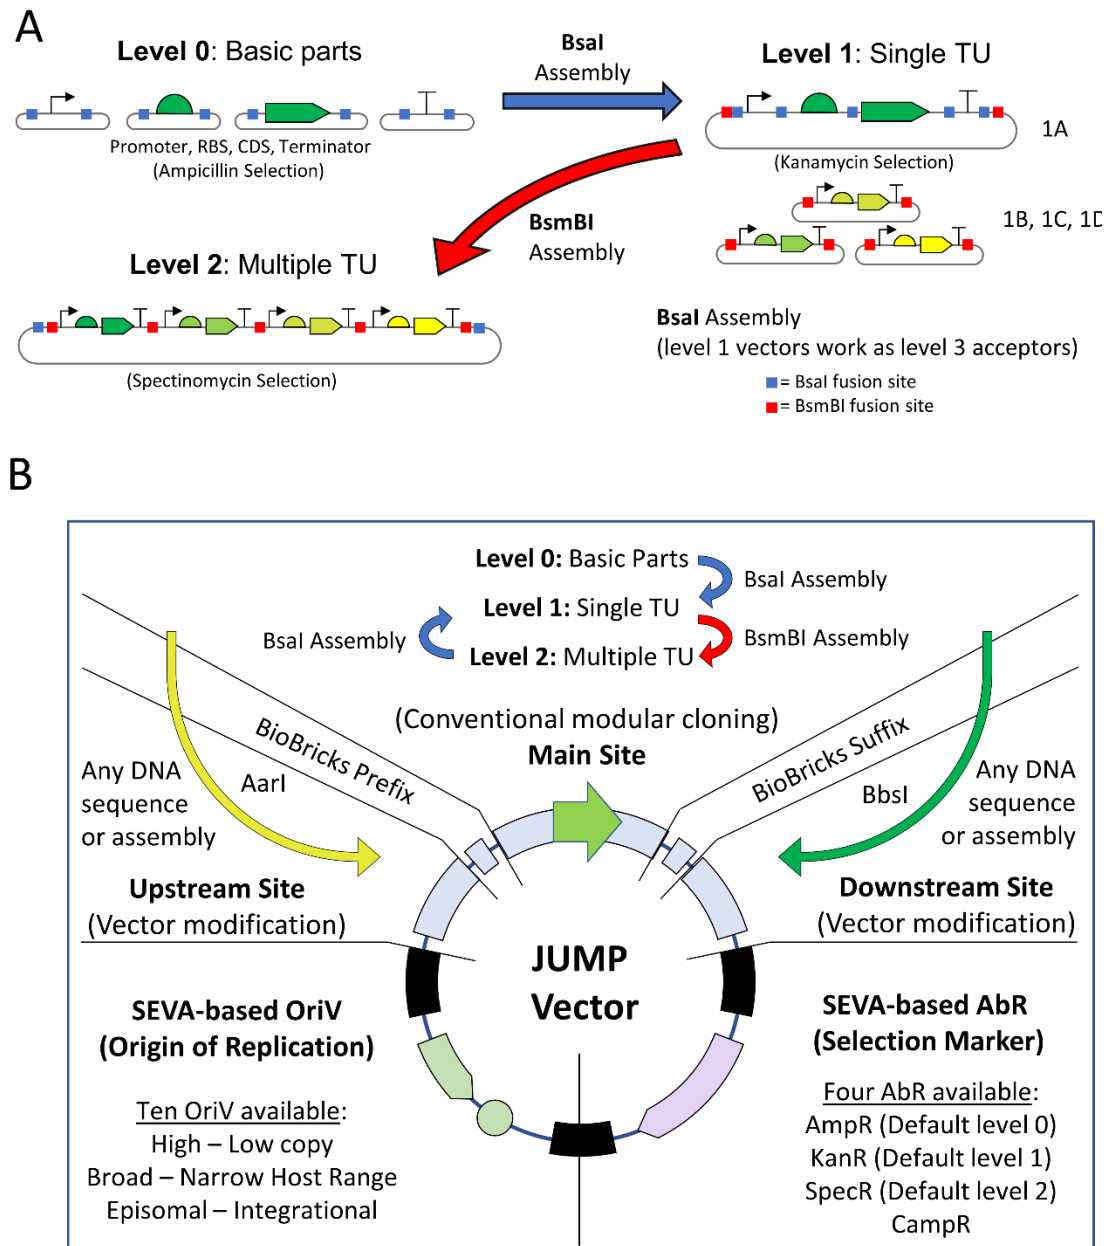 A
Level 0: Basic parts
Promoter, RBS, CDS, Terminator
(Ampicillin Selection)
BsaI
Assembly
Level 1: Single TU
1A
(Kanamycin Selection)
1B, 1C, 1D
BsmBI
Assembly
Level 2: Multiple TU
(Spectinomycin Selection)
BsaI Assembly
(level 1 vectors work as level 3 acceptors)
= BsaI fusion site
= BsmBI fusion site
B
Level 0: Basic Parts
BsaI Assembly
Level 1: Single TU
BsaI Assembly
BsmBI Assembly
Level 2: Multiple TU
(Conventional modular cloning)
Main Site
BioBricks Prefix
BioBricks Suffix
Any DNA
sequence
or assembly
AarI
BbsI
Any DNA
sequence
or assembly
Upstream Site
(Vector modification)
Downstream Site
(Vector modification)
JUMP
Vector
SEVA-based OriV
(Origin of Replication)
Ten OriV available:
High – Low copy
Broad – Narrow Host Range
Episomal – Integrational
SEVA-based AbR
(Selection Marker)
Four AbR available:
AmpR (Default level 0)
KanR (Default level 1)
SpecR (Default level 2)
CampR